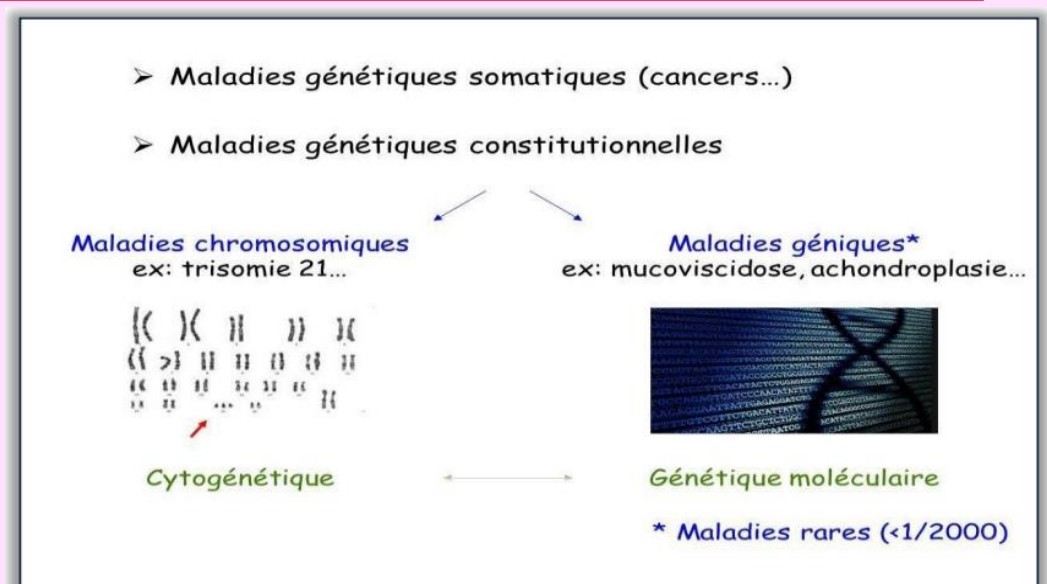 ➤ Maladies génétiques somatiques (cancers...)
➤ Maladies génétiques constitutionnelles
Maladies chromosomiques
ex: trisomie 21...
Maladies géniques*
ex: mucoviscidose, achondroplasie...
Cytogénétique
Génétique moléculaire
* Maladies rares (<1/2000)